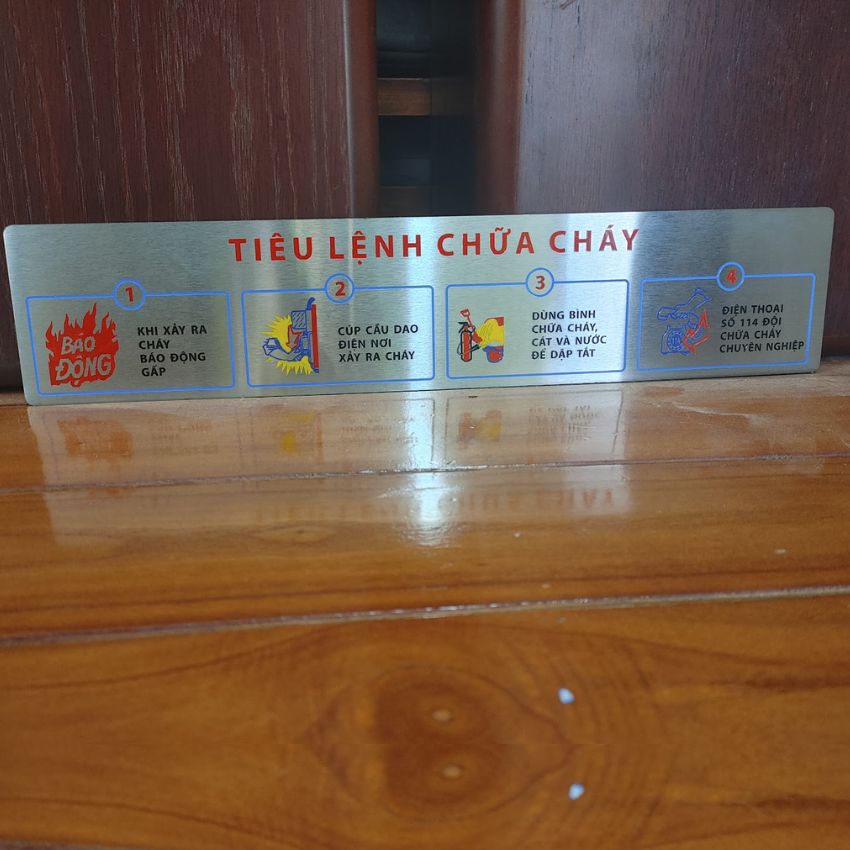 TIÊU LỆNH CHỮA CHÁY
1
BÁO
ĐỘNG
KHI XẢY RA
CHÁY
BÁO ĐỘNG
GẤP
2
CÚP CẦU DAO
ĐIỆN NƠI
XẢY RA CHÁY
3
DÙNG BÌNH
CHỮA CHÁY,
CÁT VÀ NƯỚC
ĐỂ DẬP TẮT
4
ĐIỆN THOẠI
SỐ 114 ĐỘI
CHỮA CHÁY
CHUYÊN NGHIỆP